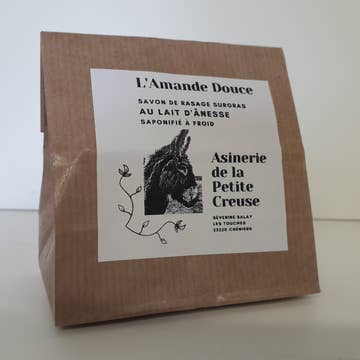 L'Amande Douce
SAVON DE RASAGE SURGRAS
AU LAIT D'ÂNESSE
SAPONIFIÉ À FROID
Asinerie
de la
Petite
Creuse
SÉVERINE BALAY
LES TOUCHES
23220 CHÉNIERS